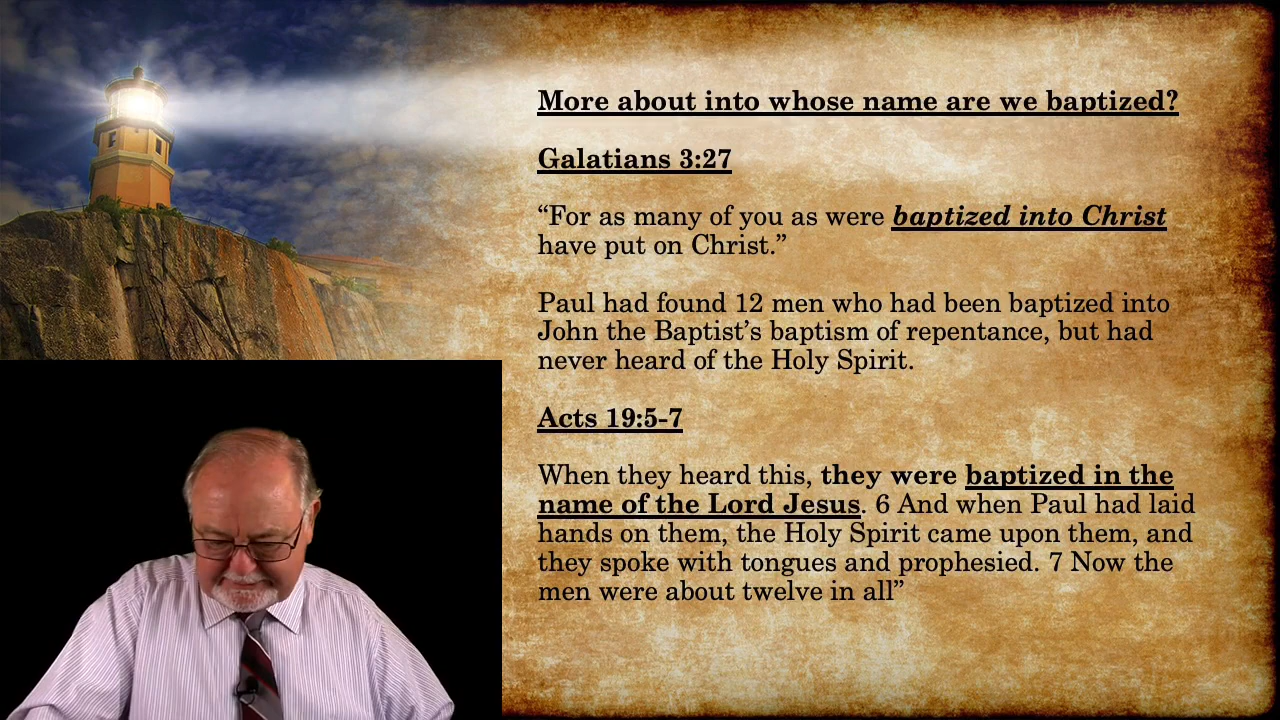 More about into whose name are we baptized?
Galatians 3:27
“For as many of you as were baptized into Christ
have put on Christ.”
Paul had found 12 men who had been baptized into
John the Baptist’s baptism of repentance, but had
never heard of the Holy Spirit.
Acts 19:5-7
When they heard this, they were baptized in the
name of the Lord Jesus. 6 And when Paul had laid
hands on them, the Holy Spirit came upon them, and
they spoke with tongues and prophesied. 7 Now the
men were about twelve in all”